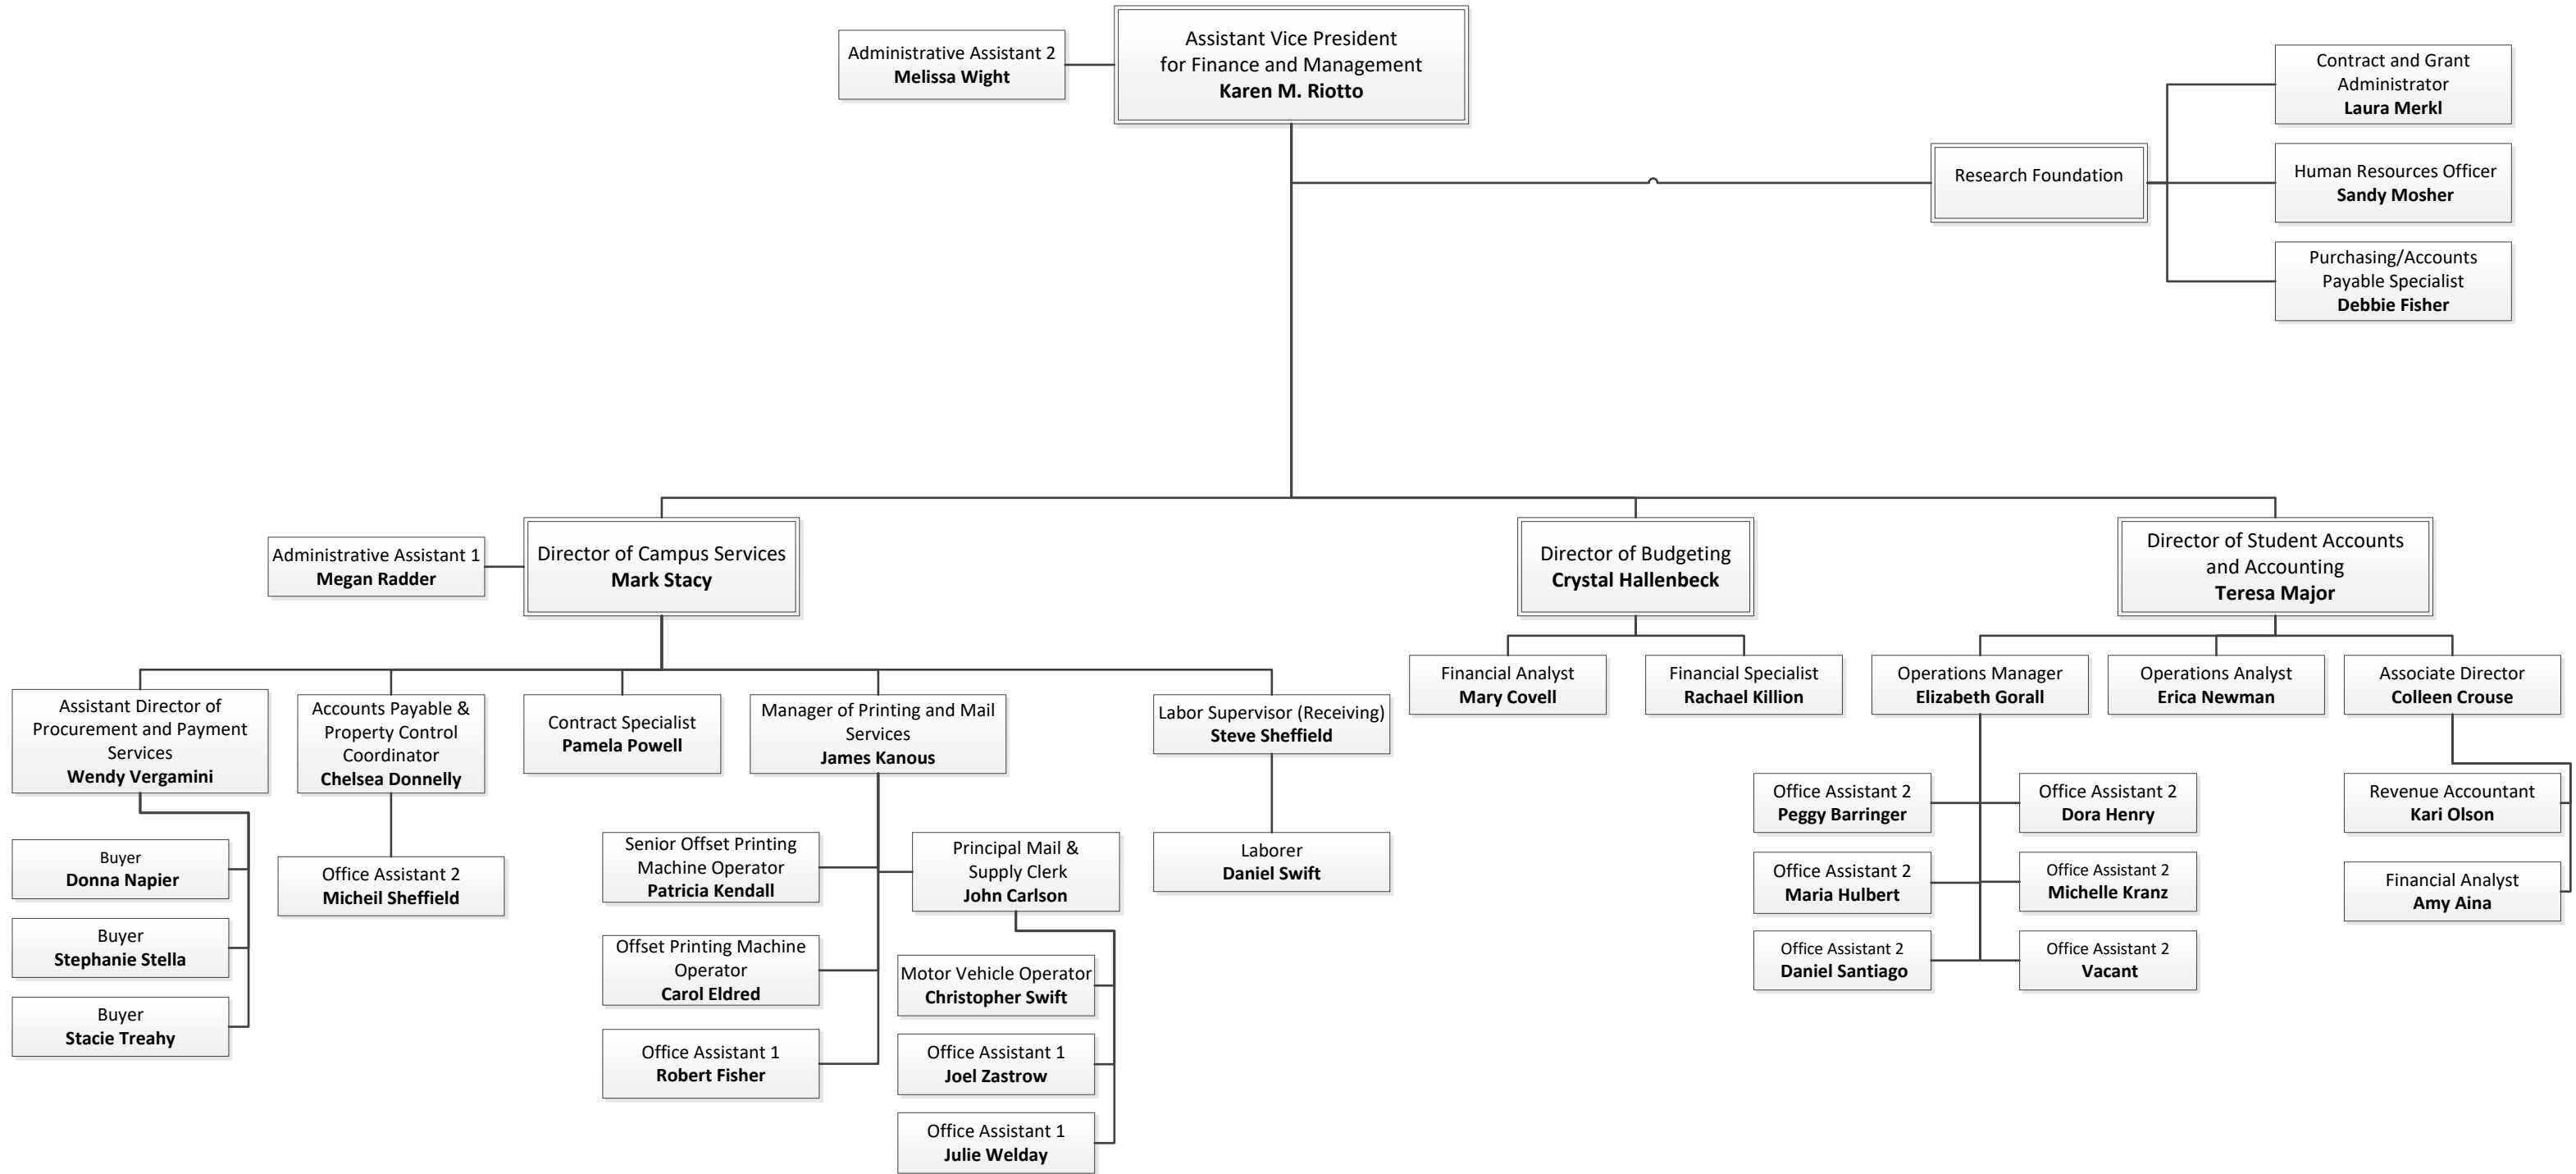 Administrative Assistant 2
Melissa Wight
Assistant Vice President
for Finance and Management
Karen M. Riotto
Contract and Grant
Administrator
Laura Merkl
Research Foundation
Human Resources Officer
Sandy Mosher
Purchasing/Accounts
Payable Specialist
Debbie Fisher
Administrative Assistant 1
Megan Radder
Director of Campus Services
Mark Stacy
Director of Budgeting
Crystal Hallenbeck
Director of Student Accounts
and Accounting
Teresa Major
Assistant Director of
Procurement and Payment
Services
Wendy Vergamini
Accounts Payable &
Property Control
Coordinator
Chelsea Donnelly
Contract Specialist
Pamela Powell
Manager of Printing and Mail
Services
James Kanous
Labor Supervisor (Receiving)
Steve Sheffield
Financial Analyst
Mary Covell
Financial Specialist
Rachael Killion
Operations Manager
Elizabeth Gorall
Operations Analyst
Erica Newman
Associate Director
Colleen Crouse
Buyer
Donna Napier
Buyer
Stephanie Stella
Buyer
Stacie Treahy
Office Assistant 2
Micheil Sheffield
Senior Offset Printing
Machine Operator
Patricia Kendall
Offset Printing Machine
Operator
Carol Eldred
Office Assistant 1
Robert Fisher
Principal Mail &
Supply Clerk
John Carlson
Motor Vehicle Operator
Christopher Swift
Office Assistant 1
Joel Zastrow
Office Assistant 1
Julie Welday
Laborer
Daniel Swift
Office Assistant 2
Peggy Barringer
Office Assistant 2
Dora Henry
Office Assistant 2
Maria Hulbert
Office Assistant 2
Michelle Kranz
Office Assistant 2
Daniel Santiago
Office Assistant 2
Vacant
Revenue Accountant
Kari Olson
Financial Analyst
Amy Aina